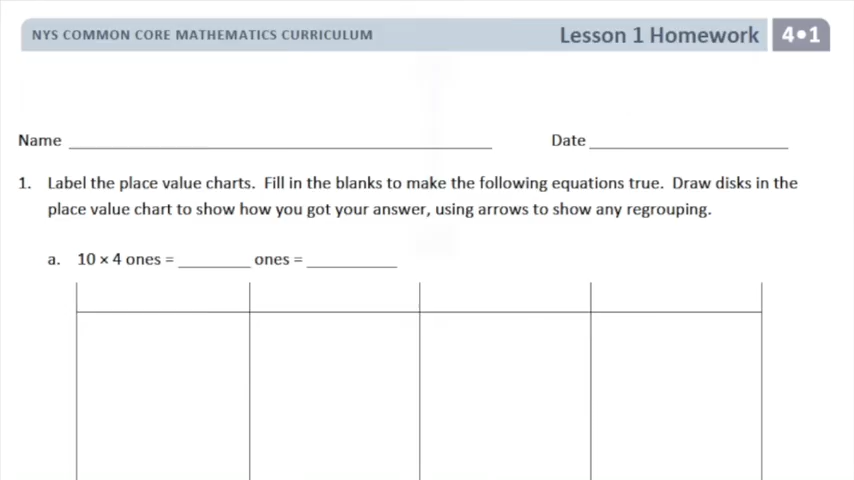 NYS COMMON CORE MATHEMATICS CURRICULUM Lesson 1 Homework 4•1
Name ______________________ Date ______________
1. Label the place value charts. Fill in the blanks to make the following equations true. Draw disks in the
place value chart to show how you got your answer, using arrows to show any regrouping.
a. 10 × 4 ones = ________ ones = __________